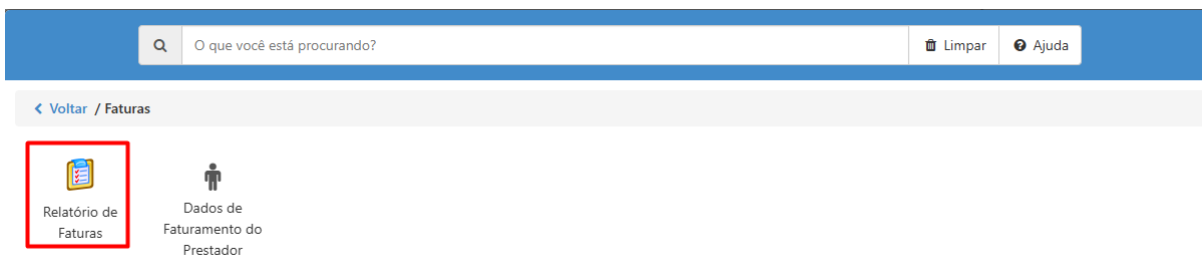 O que você está procurando?
Limpar
Ajuda
Voltar / Faturas
Relatório de
Faturas
Dados de
Faturamento do
Prestador